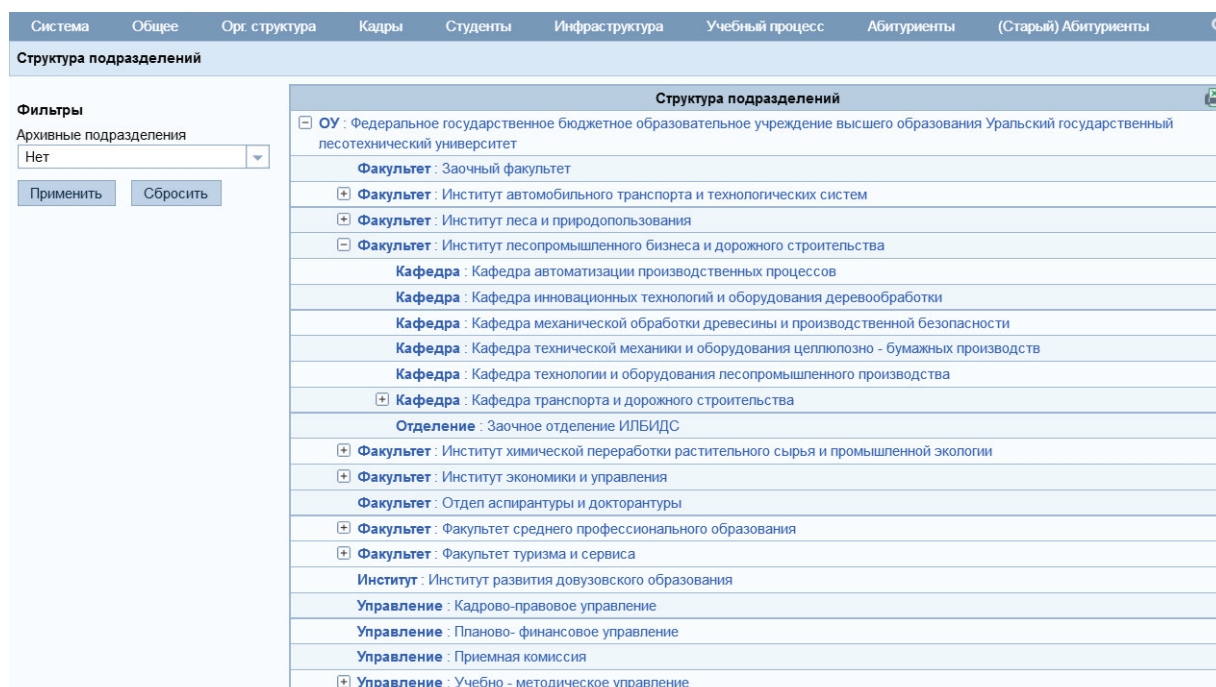 Система Общее Орг. структура Кадры Студенты Инфраструктура Учебный процесс Абитуриенты (Старый) Абитуриенты
Структура подразделений
Фильтры
Архивные подразделения
Нет
Применить Сбросить
Структура подразделений
ОУ : Федеральное государственное бюджетное образовательное учреждение высшего образования Уральский государственный
лесотехнический университет
Факультет : Заочный факультет
Факультет : Институт автомобильного транспорта и технологических систем
Факультет : Институт леса и природопользования
Факультет : Институт лесопромышленного бизнеса и дорожного строительства
Кафедра : Кафедра автоматизации производственных процессов
Кафедра : Кафедра инновационных технологий и оборудования деревообработки
Кафедра : Кафедра механической обработки древесины и производственной безопасности
Кафедра : Кафедра технической механики и оборудования целлюлозно - бумажных производств
Кафедра : Кафедра технологии и оборудования лесопромышленного производства
Кафедра : Кафедра транспорта и дорожного строительства
Отделение : Заочное отделение ИЛБИДС
Факультет : Институт химической переработки растительного сырья и промышленной экологии
Факультет : Институт экономики и управления
Факультет : Отдел аспирантуры и докторантуры
Факультет : Факультет среднего профессионального образования
Факультет : Факультет туризма и сервиса
Институт : Институт развития довузовского образования
Управление : Кадрово-правовое управление
Управление : Планово- финансовое управление
Управление : Приемная комиссия
Управление : Учебно - методическое управление